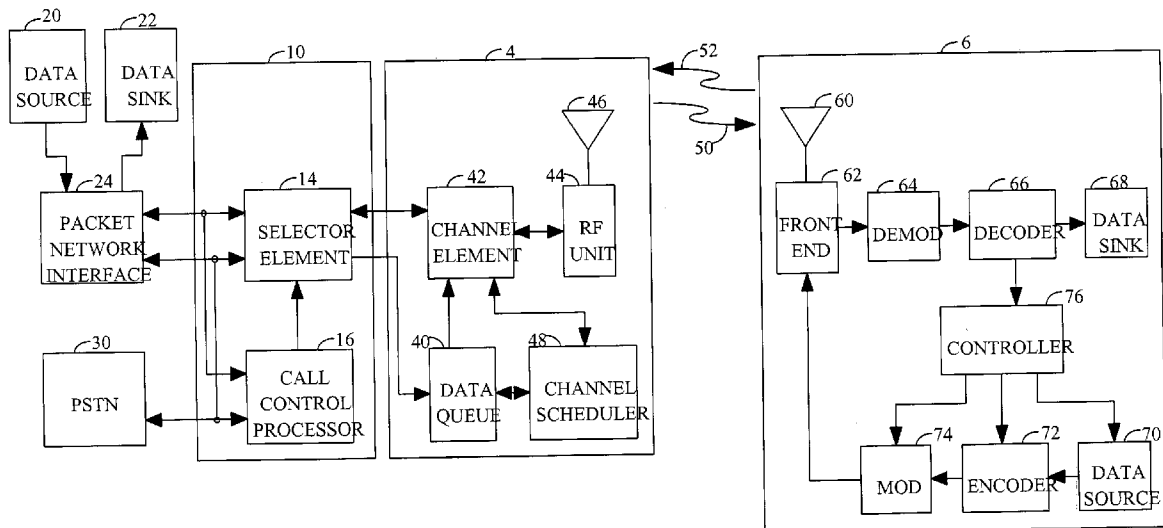 20
DATA
SOURCE
22
DATA
SINK
24
PACKET
NETWORK
INTERFACE
30
PSTN
10
14
SELECTOR
ELEMENT
16
CALL
CONTROL
PROCESSOR
4
46
42
CHANNEL
ELEMENT
44
RF
UNIT
40
DATA
QUEUE
48
CHANNEL
SCHEDULER
52
50
6
60
62
FRONT
END
64
DEMOD
66
DECODER
68
DATA
SINK
76
CONTROLLER
74
MOD
72
ENCODER
70
DATA
SOURCE